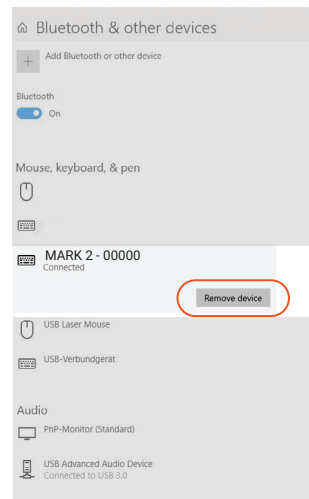 Bluetooth & other devices
Add Bluetooth or other device
Bluetooth
On
Mouse, keyboard, & pen
MARK 2 - 00000
Connected
Remove device
USB Laser Mouse
USB-Verbundgerat
Audio
PnP-Monitor (Standard)
USB Advanced Audio Device
Connected to USB 3.0